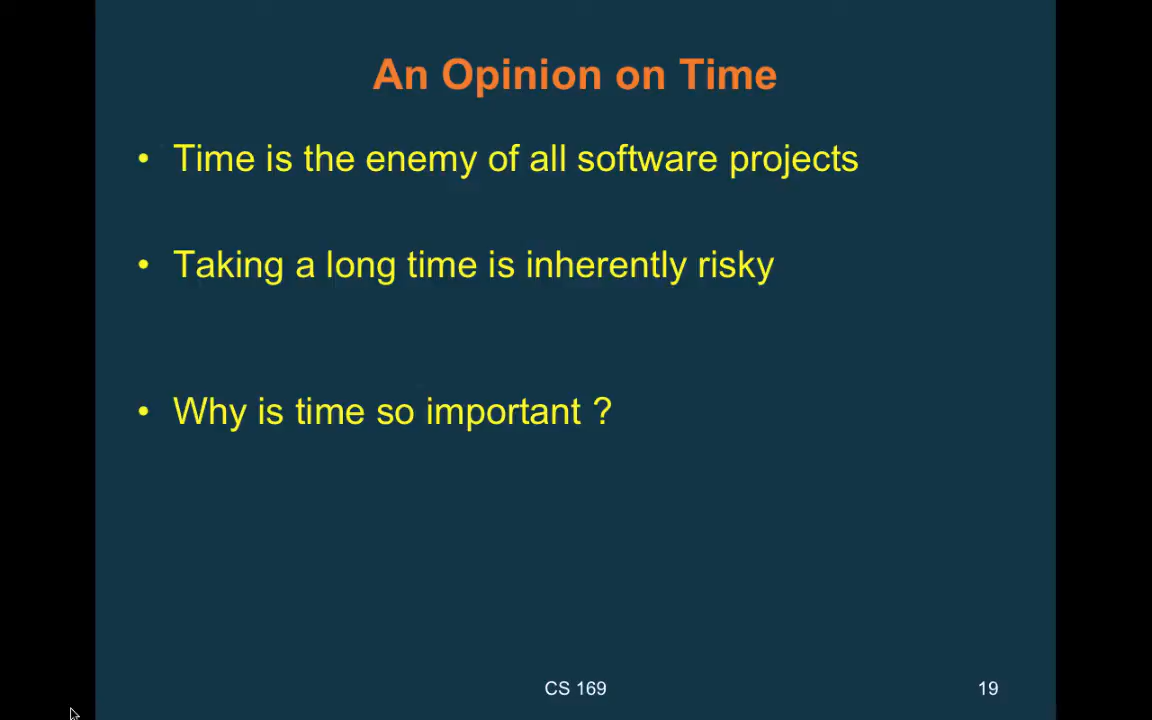 An Opinion on Time
• Time is the enemy of all software projects
• Taking a long time is inherently risky
• Why is time so important ?
CS 169
19